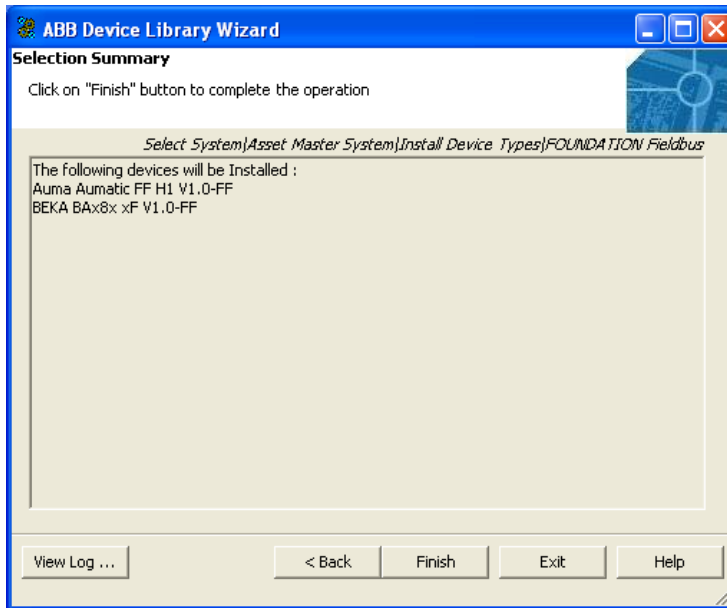 ABB Device Library Wizard
Selection Summary
Click on "Finish" button to complete the operation
Select System|Asset Master System|Install Device Types|FOUNDATION Fieldbus
The following devices will be Installed :
Auma Aumatic FF H1 V1.0-FF
BEKA BAx8x xF V1.0-FF
View Log ...
< Back
Finish
Exit
Help